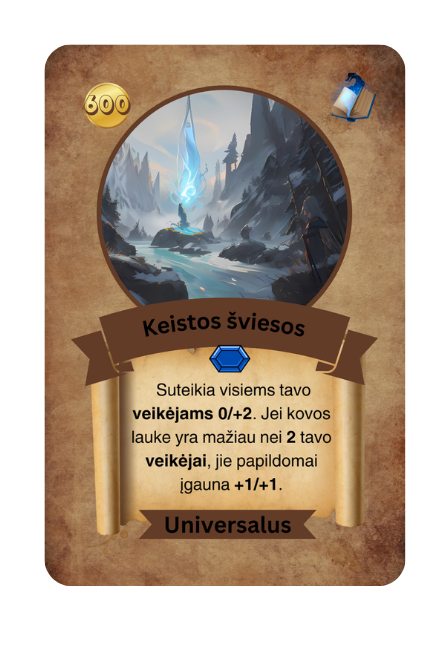 600
Keistos šviesos
Suteikia visiems tavo
veikėjams 0/+2. Jei kovos
lauke yra mažiau nei 2 tavo
veikėjai, jie papildomai
įgauna +1/+1.
Universalus